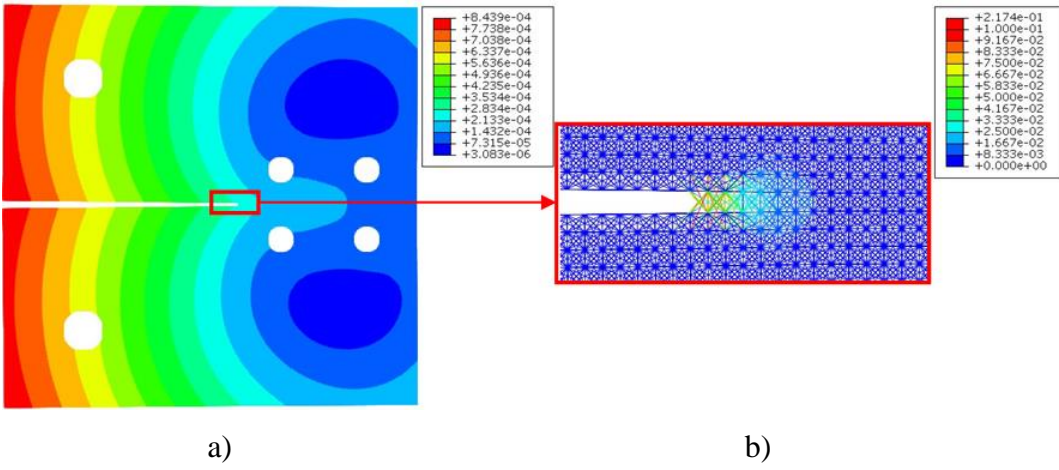 +8.439e-04
+7.738e-04
+7.038e-04
+6.337e-04
+5.636e-04
+4.936e-04
+4.235e-04
+3.534e-04
+2.834e-04
+2.133e-04
+1.432e-04
+7.315e-05
+3.083e-06
+2.174e-01
+1.000e-01
+9.167e-02
+8.333e-02
+7.500e-02
+6.667e-02
+5.833e-02
+5.000e-02
+4.167e-02
+3.333e-02
+2.500e-02
+1.667e-02
+8.333e-03
+0.000e+00
a)
b)